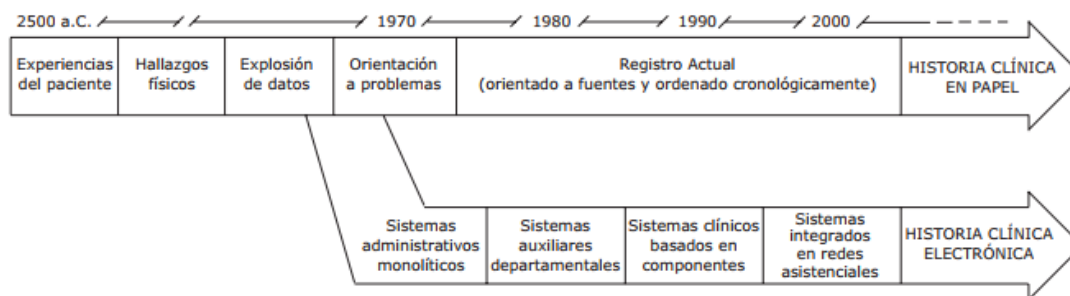 2500 a.C. 1970 1980 1990 2000
Experiencias
del paciente
Hallazgos
físicos
Explosión
de datos
Orientación
a problemas
Registro Actual
(orientado a fuentes y ordenado cronológicamente)
HISTORIA CLÍNICA
EN PAPEL
Sistemas
administrativos
monolíticos
Sistemas
auxiliares
departamentales
Sistemas clínicos
basados en
componentes
Sistemas
integrados
en redes
asistenciales
HISTORIA CLÍNICA
ELECTRÓNICA